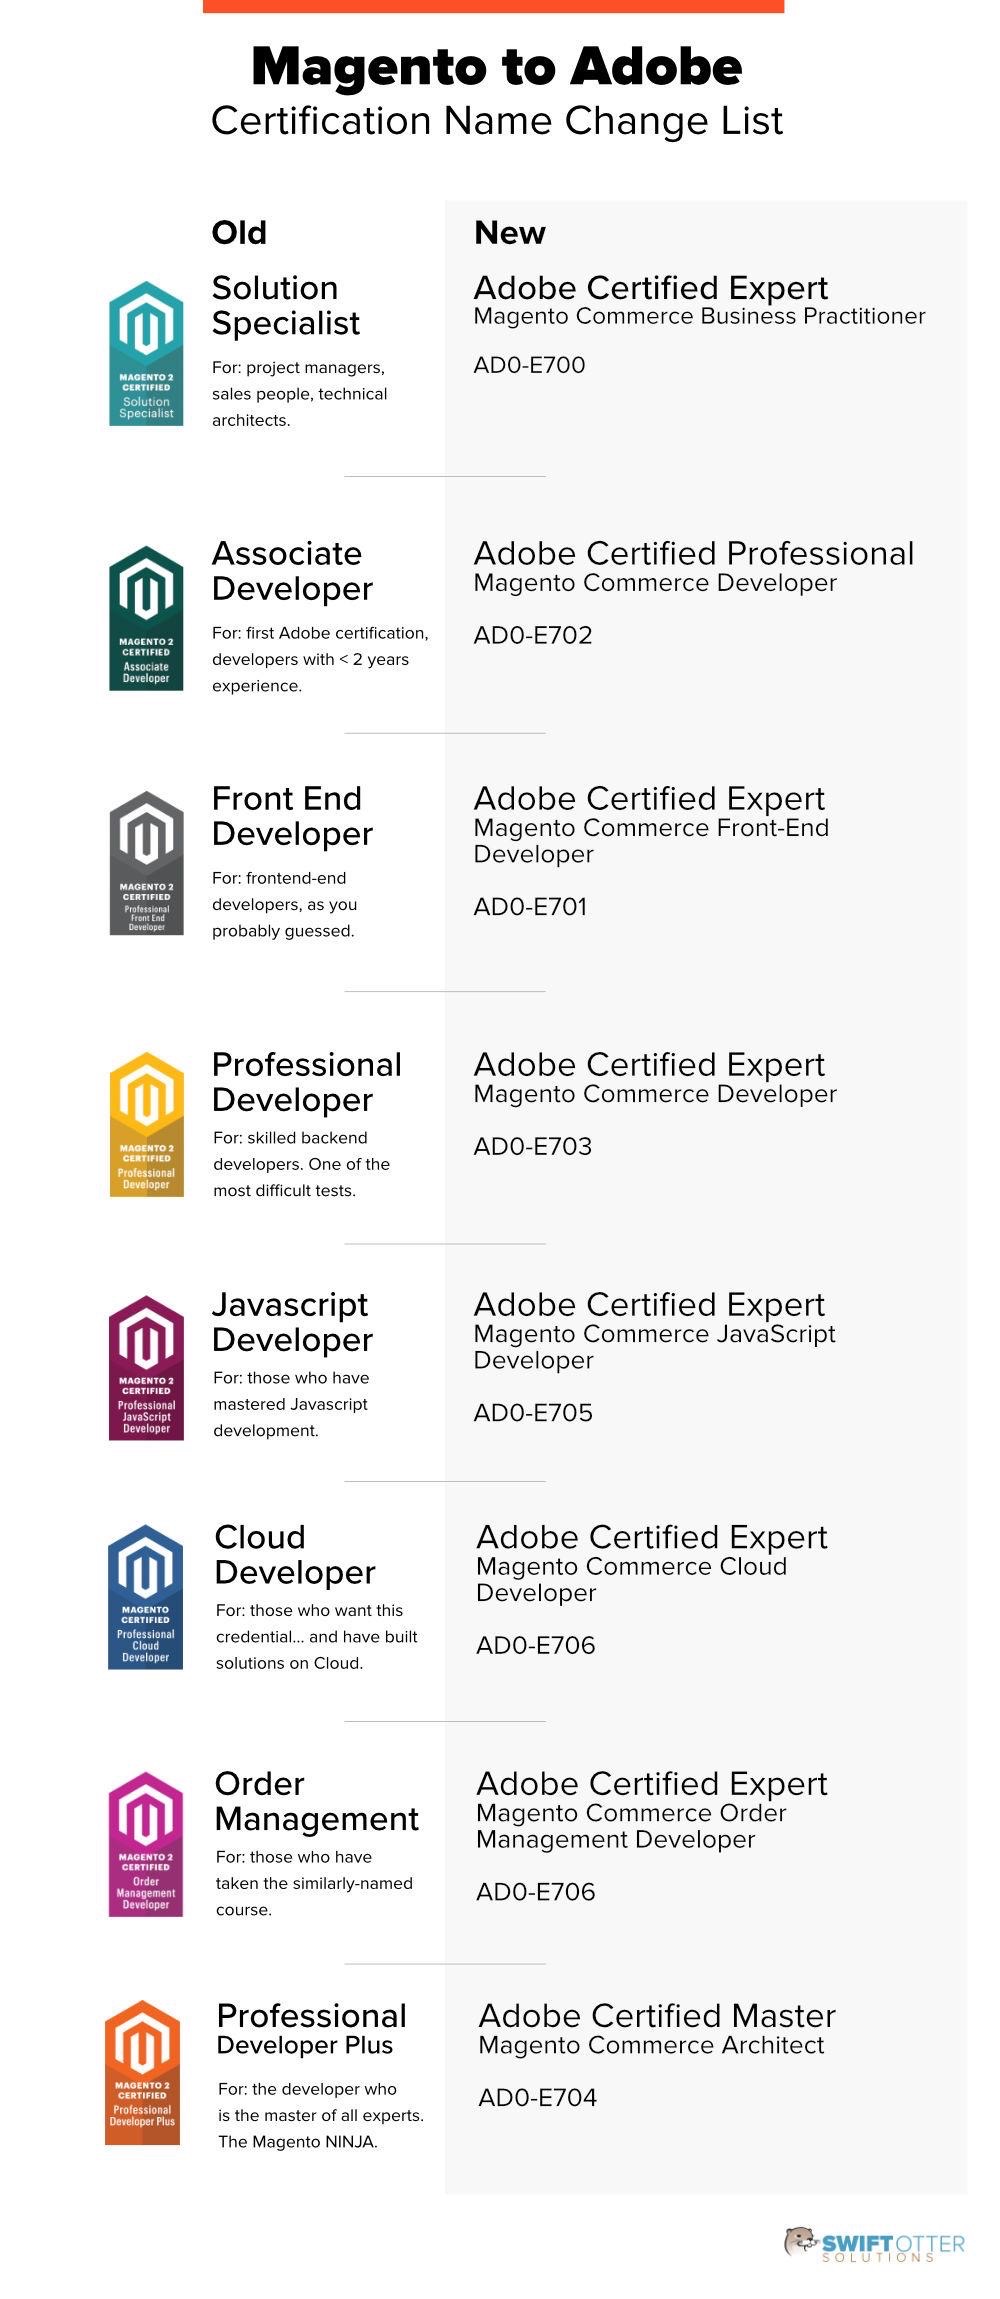 Magento to Adobe
Certification Name Change List
Old
New
MAGENTO 2
CERTIFIED
Solution
Specialist
Solution
Specialist
For: project managers,
sales people, technical
architects.
Adobe Certified Expert
Magento Commerce Business Practitioner
AD0-E700
MAGENTO 2
CERTIFIED
Associate
Developer
Associate
Developer
For: first Adobe certification,
developers with < 2 years
experience.
Adobe Certified Professional
Magento Commerce Developer
AD0-E702
MAGENTO 2
CERTIFIED
Professional
Front End
Developer
Front End
Developer
For: frontend-end
developers, as you
probably guessed.
Adobe Certified Expert
Magento Commerce Front-End
Developer
AD0-E701
MAGENTO 2
CERTIFIED
Professional
Developer
Professional
Developer
For: skilled backend
developers. One of the
most difficult tests.
Adobe Certified Expert
Magento Commerce Developer
AD0-E703
MAGENTO 2
CERTIFIED
Professional
JavaScript
Developer
Javascript
Developer
For: those who have
mastered Javascript
development.
Adobe Certified Expert
Magento Commerce JavaScript
Developer
AD0-E705
MAGENTO
CERTIFIED
Professional
Cloud
Developer
Cloud
Developer
For: those who want this
credential... and have built
solutions on Cloud.
Adobe Certified Expert
Magento Commerce Cloud
Developer
AD0-E706
MAGENTO 2
CERTIFIED
Order
Management
Developer
Order
Management
For: those who have
taken the similarly-named
course.
Adobe Certified Expert
Magento Commerce Order
Management Developer
AD0-E706
MAGENTO 2
CERTIFIED
Professional
Developer Plus
Professional
Developer Plus
For: the developer who
is the master of all experts.
The Magento NINJA.
Adobe Certified Master
Magento Commerce Architect
AD0-E704
SWIFTOTTER
SOLUTIONS